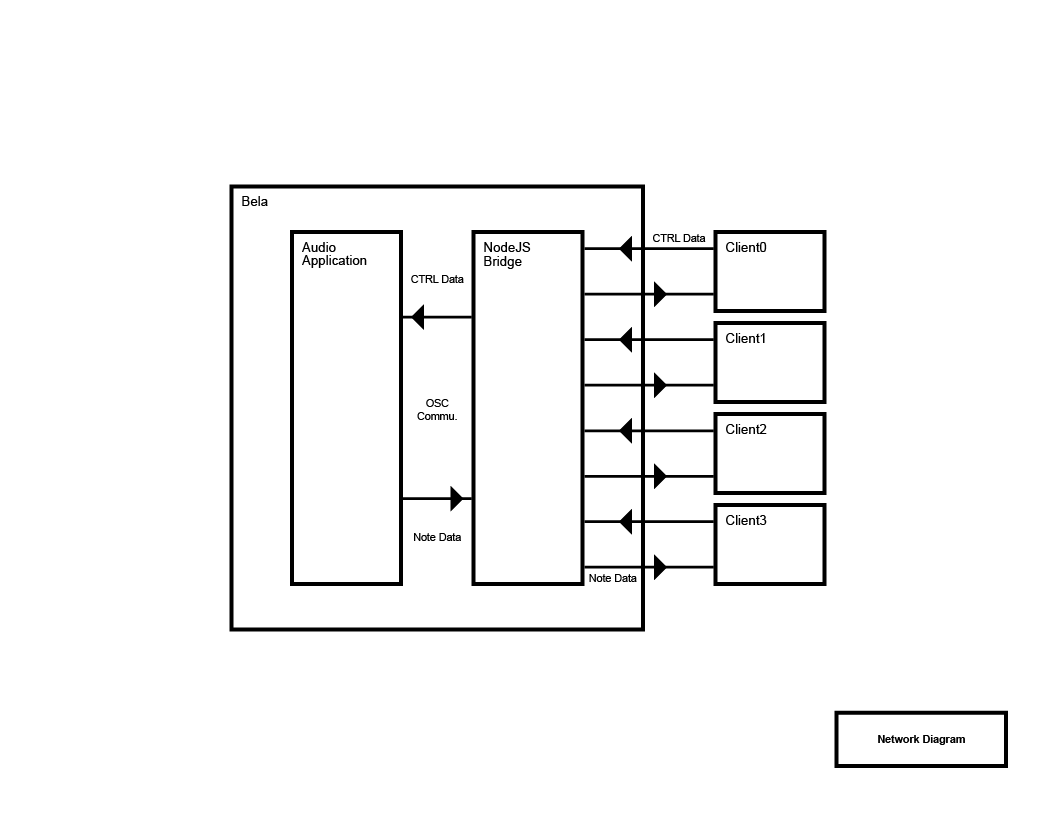 Bela
Audio
Application
CTRL Data
OSC
Commu.
Note Data
NodeJS
Bridge
CTRL Data
Note Data
Client0
Client1
Client2
Client3
Network Diagram